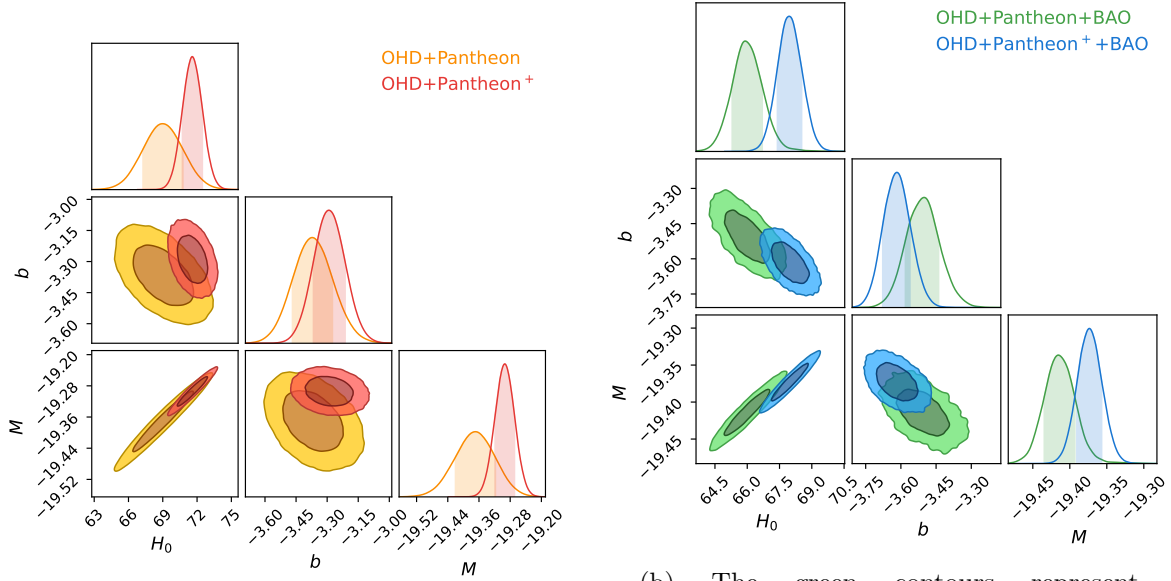 OHD+Pantheon
OHD+Pantheon⁺
b
−3.00
−3.15
−3.30
−3.45
−3.60
M
−19.20
−19.28
−19.36
−19.44
−19.52
63 66 69 72 75
H₀
−3.60 −3.45 −3.30 −3.15 −3.00
b
−19.52 −19.44 −19.36 −19.28 −19.20
M
OHD+Pantheon+BAO
OHD+Pantheon⁺+BAO
b
−3.30
−3.45
−3.60
−3.75
M
−19.30
−19.35
−19.40
−19.45
64.5 66.0 67.5 69.0 70.5
H₀
−3.75 −3.60 −3.45 −3.30
b
−19.45 −19.40 −19.35 −19.30
M
(b) The green contours represent